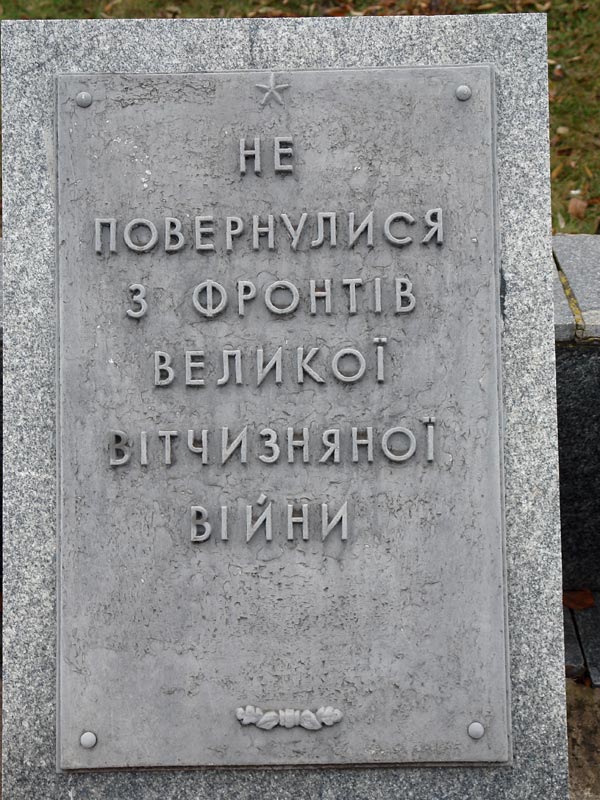 НЕ
ПОВЕРНУЛИСЯ
З ФРОНТІВ
ВЕЛИКОЇ
ВІТЧИЗНЯНОЇ
ВІЙНИ